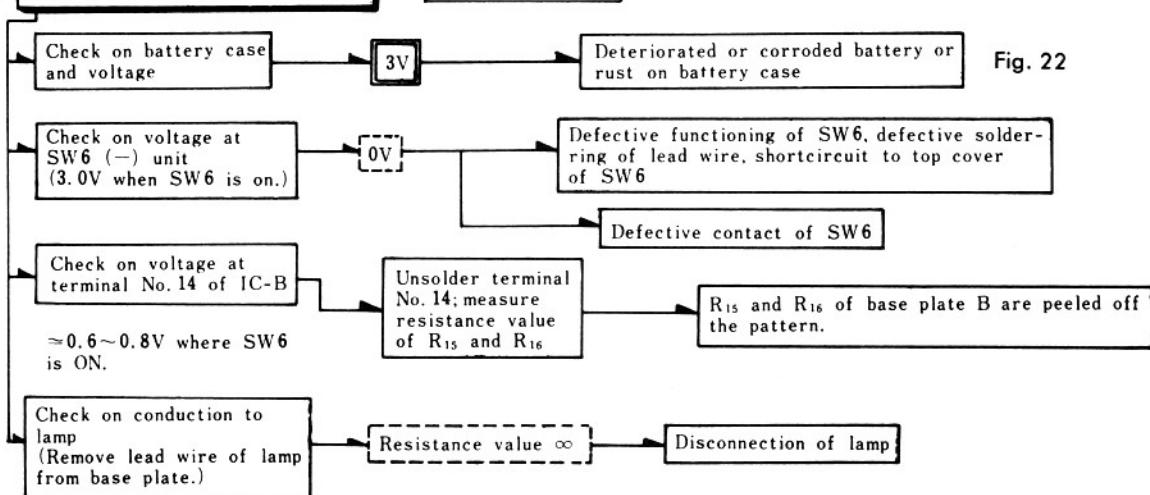 Check on battery case
and voltage
3V
Deteriorated or corroded battery or
rust on battery case
Fig. 22
Check on voltage at
SW6 (−) unit
(3.0V when SW6 is on.)
0V
Defective functioning of SW6, defective solder-
ring of lead wire, shortcircuit to top cover
of SW6
Defective contact of SW6
Check on voltage at
terminal No. 14 of IC-B
≃0.6~0.8V where SW6
is ON.
Unsolder terminal
No. 14; measure
resistance value
of R₁₅ and R₁₆
R₁₅ and R₁₆ of base plate B are peeled off
the pattern.
Check on conduction to
lamp
(Remove lead wire of lamp
from base plate.)
Resistance value ∞
Disconnection of lamp